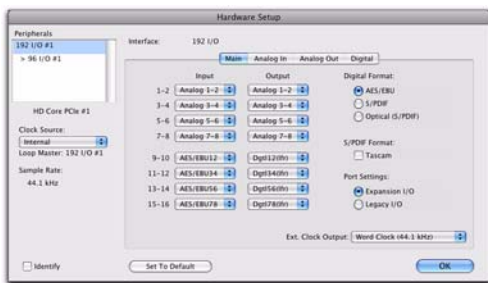 Hardware Setup
Peripherals
192 I/O #1
> 96 I/O #1
HD Core PCIe #1
Clock Source:
Internal
Loop Master: 192 I/O #1
Sample Rate:
44.1 kHz
Identify
Interface: 192 I/O
Main Analog In Analog Out Digital
Input Output
1-2 Analog 1-2 Analog 1-2
3-4 Analog 3-4 Analog 3-4
5-6 Analog 5-6 Analog 5-6
7-8 Analog 7-8 Analog 7-8
9-10 AES/EBU12 Dgtl12(lfr)
11-12 AES/EBU34 Dgtl34(lfr)
13-14 AES/EBU56 Dgtl56(lfr)
15-16 AES/EBU78 Dgtl78(lfr)
Digital Format:
AES/EBU
S/PDIF
Optical (S/PDIF)
S/PDIF Format:
Tascam
Port Settings:
Expansion I/O
Legacy I/O
Ext. Clock Output: Word Clock (44.1 kHz)
Set To Default
OK